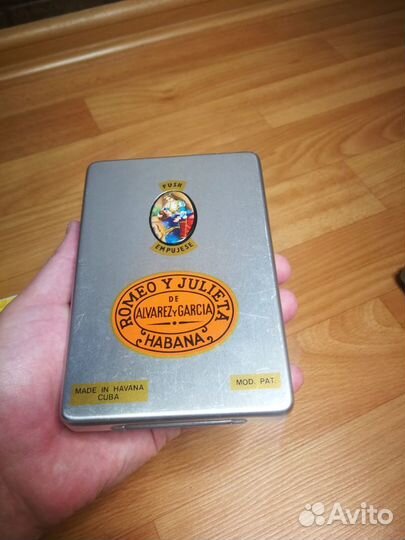 PUSH
EMPUJESE
ROMEO Y JULIETA
DE
ALVAREZ Y GARCIA
HABANA
MADE IN HAVANA
CUBA
MOD. PAT.
Avito